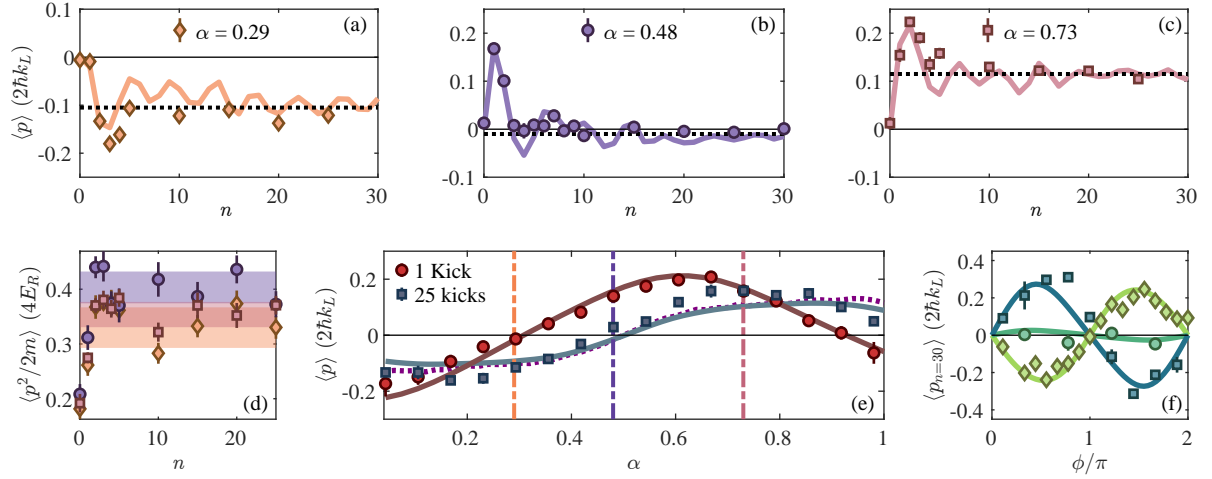 (a)
α = 0.29
⟨p⟩ (2ħk_L)
0.1
0
-0.1
-0.2
0
10
20
30
n
(b)
α = 0.48
0.2
0.1
0
-0.1
0
10
20
30
n
(c)
α = 0.73
0.2
0.1
0
-0.1
0
10
20
30
n
⟨p²/2m⟩ (4E_R)
0.4
0.3
0.2
0
10
20
n
(d)
1 Kick
25 kicks
⟨p⟩ (2ħk_L)
0.2
0
-0.2
0.2
0.4
0.6
0.8
1
α
(e)
⟨p_{n=30}⟩ (2ħk_L)
0.4
0.2
0
-0.2
-0.4
0
1
2
ϕ/π
(f)